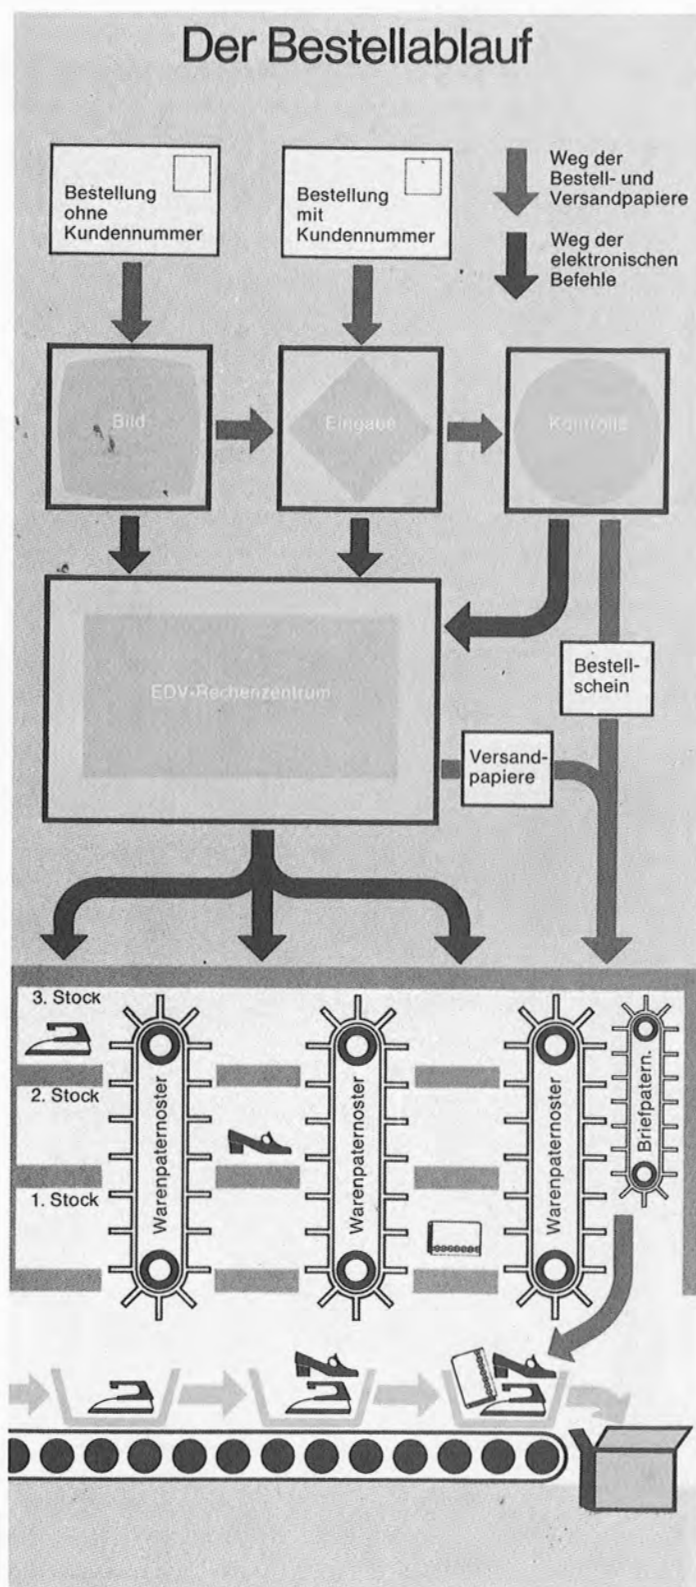 Der Bestellablauf
Bestellung
ohne
Kundennummer
Bestellung
mit
Kundennummer
Weg der
Bestell- und
Versandpapiere
Weg der
elektronischen
Befehle
Bild
Eingabe
Kontrolle
EDV-Rechenzentrum
Bestell-
schein
Versand-
papiere
3. Stock
2. Stock
1. Stock
Warenpaternoster
Warenpaternoster
Warenpaternoster
Briefpatern.